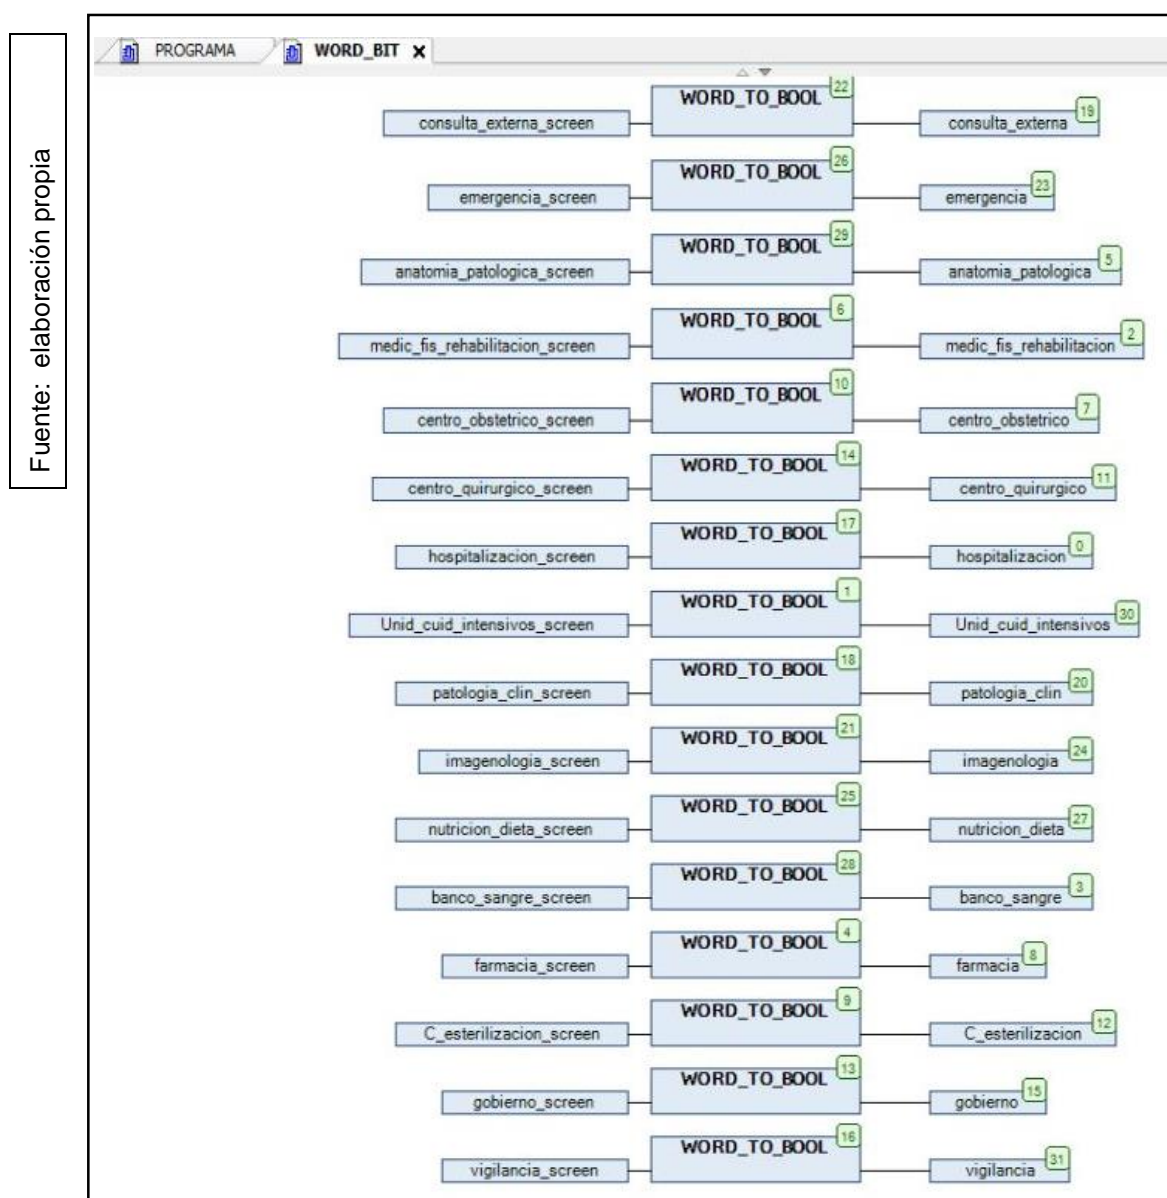 Fuente: elaboración propia
PROGRAMA WORD_BIT X
WORD_TO_BOOL 22
consulta_externa_screen consulta_externa 19
WORD_TO_BOOL 26
emergencia_screen emergencia 23
WORD_TO_BOOL 29
anatomia_patologica_screen anatomia_patologica 5
WORD_TO_BOOL 6
medic_fis_rehabilitacion_screen medic_fis_rehabilitacion 2
WORD_TO_BOOL 10
centro_obstetrico_screen centro_obstetrico 7
WORD_TO_BOOL 14
centro_quirurgico_screen centro_quirurgico 11
WORD_TO_BOOL 17
hospitalizacion_screen hospitalizacion 0
WORD_TO_BOOL 1
Unid_cuid_intensivos_screen Unid_cuid_intensivos 30
WORD_TO_BOOL 18
patologia_clin_screen patologia_clin 20
WORD_TO_BOOL 21
imagenologia_screen imagenologia 24
WORD_TO_BOOL 25
nutricion_dieta_screen nutricion_dieta 27
WORD_TO_BOOL 28
banco_sangre_screen banco_sangre 3
WORD_TO_BOOL 4
farmacia_screen farmacia 8
WORD_TO_BOOL 9
C_esterilizacion_screen C_esterilizacion 12
WORD_TO_BOOL 13
gobierno_screen gobierno 15
WORD_TO_BOOL 16
vigilancia_screen vigilancia 31